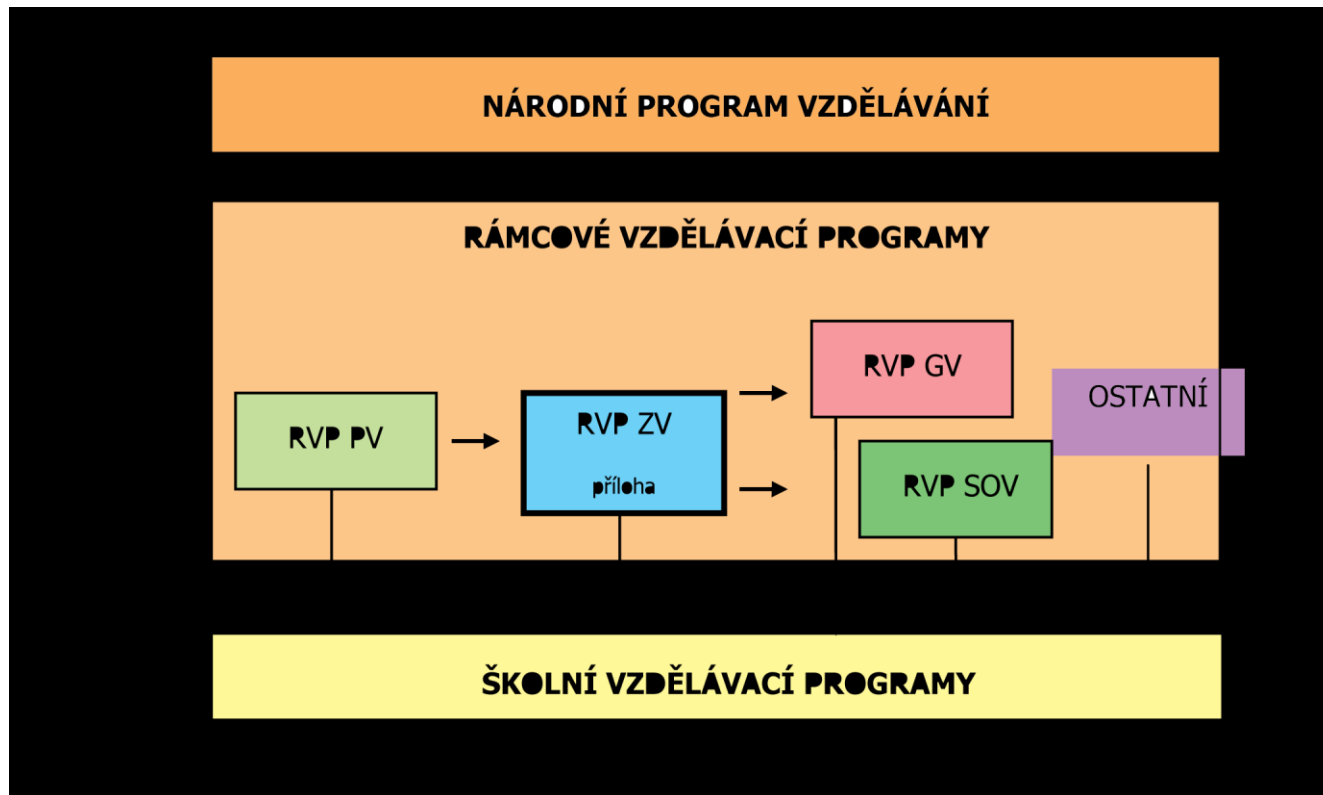 NÁRODNÍ PROGRAM VZDĚLÁVÁNÍ
RÁMCOVÉ VZDĚLÁVACÍ PROGRAMY
RVP PV
RVP ZV
příloha
RVP GV
RVP SOV
OSTATNÍ
ŠKOLNÍ VZDĚLÁVACÍ PROGRAMY